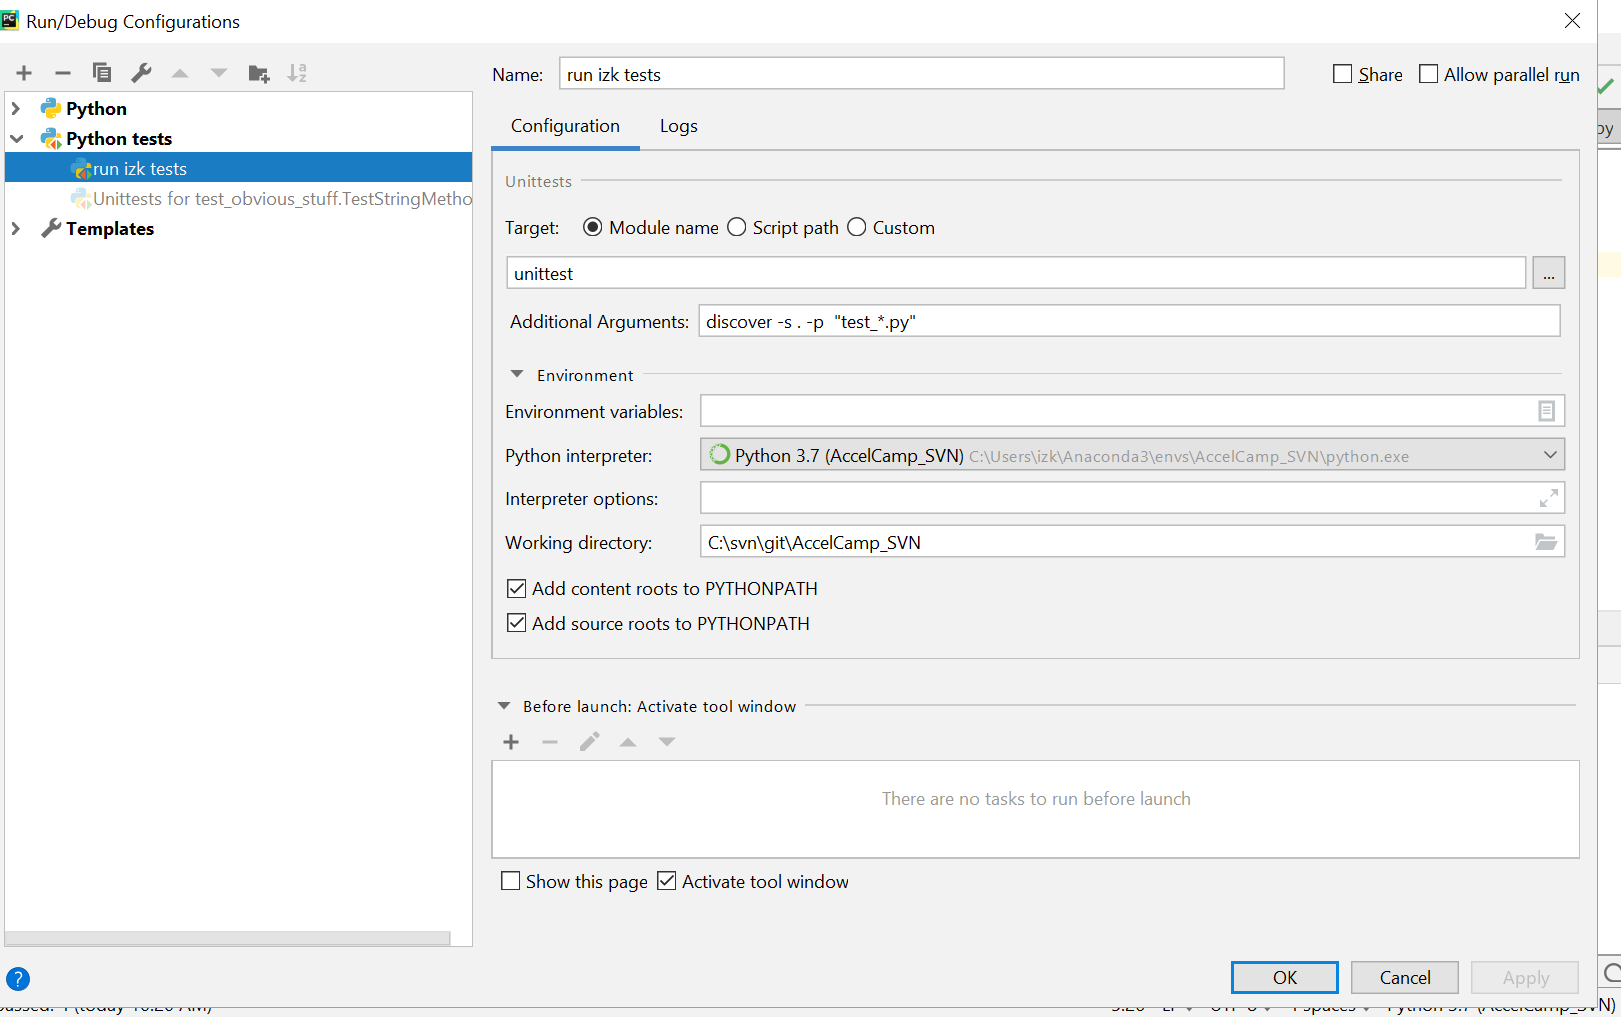 PC Run/Debug Configurations
Name: run izk tests Share Allow parallel run
Python
Python tests
run izk tests
Unittests for test_obvious_stuff.TestStringMetho
Templates
Configuration Logs
Unittests
Target: Module name Script path Custom
unittest ...
Additional Arguments: discover -s . -p "test_*.py"
Environment
Environment variables:
Python interpreter: Python 3.7 (AccelCamp_SVN) C:\Users\izk\Anaconda3\envs\AccelCamp_SVN\python.exe
Interpreter options:
Working directory: C:\svn\git\AccelCamp_SVN
Add content roots to PYTHONPATH
Add source roots to PYTHONPATH
Before launch: Activate tool window
There are no tasks to run before launch
Show this page Activate tool window
? OK Cancel Apply
py